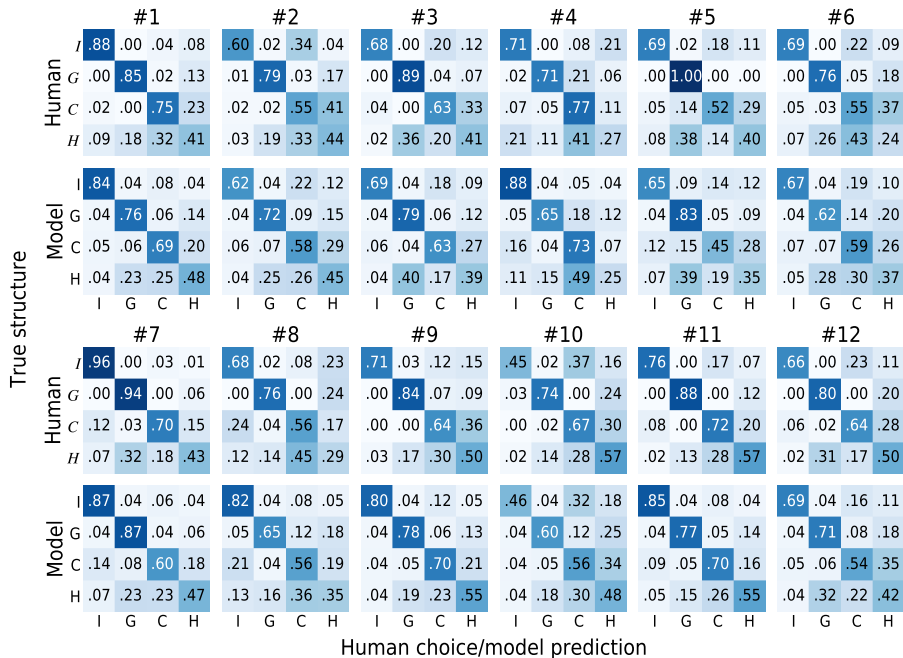 #1 #2 #3 #4 #5 #6
I .88 .00 .04 .08 .60 .02 .34 .04 .68 .00 .20 .12 .71 .00 .08 .21 .69 .02 .18 .11 .69 .00 .22 .09
G .00 .85 .02 .13 .01 .79 .03 .17 .00 .89 .04 .07 .02 .71 .21 .06 .00 1.00 .00 .00 .00 .76 .05 .18
C .02 .00 .75 .23 .02 .02 .55 .41 .04 .00 .63 .33 .07 .05 .77 .11 .05 .14 .52 .29 .05 .03 .55 .37
H .09 .18 .32 .41 .03 .19 .33 .44 .02 .36 .20 .41 .21 .11 .41 .27 .08 .38 .14 .40 .07 .26 .43 .24
Human
I .84 .04 .08 .04 .62 .04 .22 .12 .69 .04 .18 .09 .88 .04 .05 .04 .65 .09 .14 .12 .67 .04 .19 .10
G .04 .76 .06 .14 .04 .72 .09 .15 .04 .79 .06 .12 .05 .65 .18 .12 .04 .83 .05 .09 .04 .62 .14 .20
C .05 .06 .69 .20 .06 .07 .58 .29 .06 .04 .63 .27 .16 .04 .73 .07 .12 .15 .45 .28 .07 .07 .59 .26
H .04 .23 .25 .48 .04 .25 .26 .45 .04 .40 .17 .39 .11 .15 .49 .25 .07 .39 .19 .35 .05 .28 .30 .37
Model
I G C H I G C H I G C H I G C H I G C H I G C H
True structure
#7 #8 #9 #10 #11 #12
I .96 .00 .03 .01 .68 .02 .08 .23 .71 .03 .12 .15 .45 .02 .37 .16 .76 .00 .17 .07 .66 .00 .23 .11
G .00 .94 .00 .06 .00 .76 .00 .24 .00 .84 .07 .09 .03 .74 .00 .24 .00 .88 .00 .12 .00 .80 .00 .20
C .12 .03 .70 .15 .24 .04 .56 .17 .00 .00 .64 .36 .00 .02 .67 .30 .08 .00 .72 .20 .06 .02 .64 .28
H .07 .32 .18 .43 .12 .14 .45 .29 .03 .17 .30 .50 .02 .14 .28 .57 .02 .13 .28 .57 .02 .31 .17 .50
Human
I .87 .04 .06 .04 .82 .04 .08 .05 .80 .04 .12 .05 .46 .04 .32 .18 .85 .04 .08 .04 .69 .04 .16 .11
G .04 .87 .04 .06 .05 .65 .12 .18 .04 .78 .06 .13 .04 .60 .12 .25 .04 .77 .05 .14 .04 .71 .08 .18
C .14 .08 .60 .18 .21 .04 .56 .19 .04 .05 .70 .21 .04 .05 .56 .34 .09 .05 .70 .16 .04 .06 .54 .35
H .07 .23 .23 .47 .13 .16 .36 .35 .04 .19 .23 .55 .04 .18 .30 .48 .05 .15 .26 .55 .04 .32 .22 .42
Model
I G C H I G C H I G C H I G C H I G C H I G C H
Human choice/model prediction